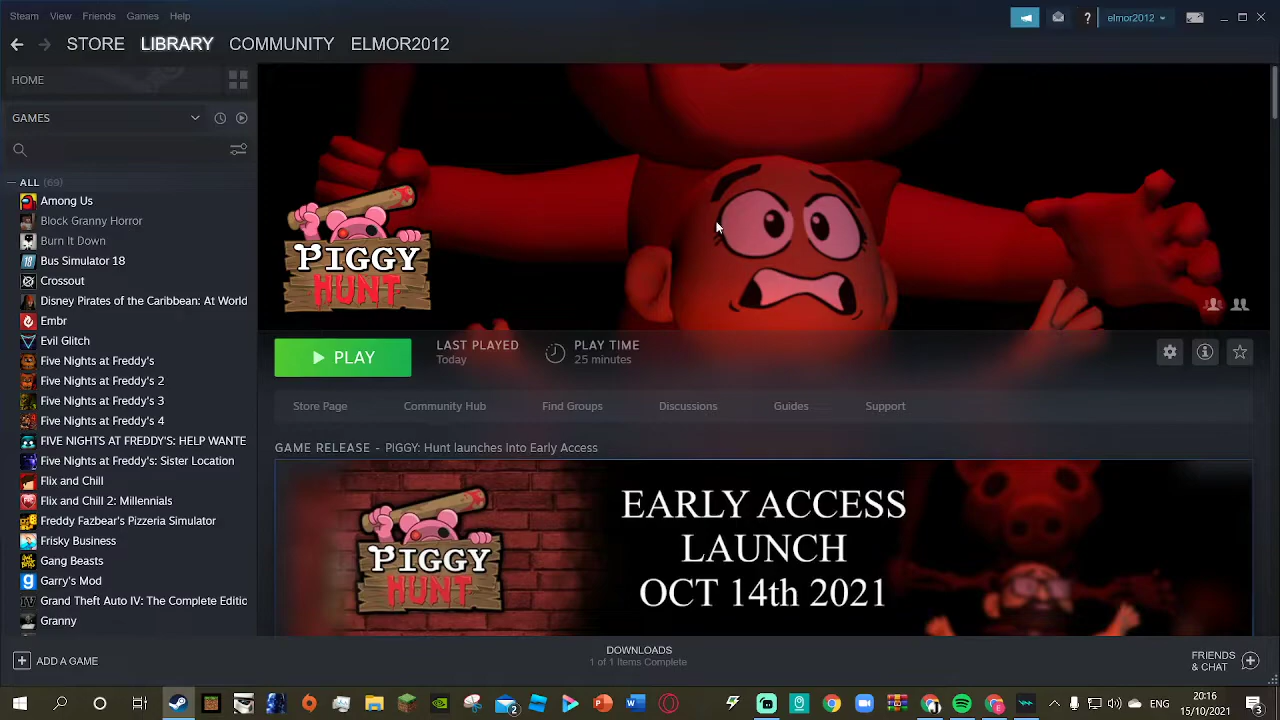 Steam View Friends Games Help
elmor2012
STORE LIBRARY COMMUNITY ELMOR2012
HOME
GAMES
ALL (69)
Among Us
Block Granny Horror
Burn It Down
Bus Simulator 18
Crossout
Disney Pirates of the Caribbean: At World
Embr
Evil Glitch
Five Nights at Freddy's
Five Nights at Freddy's 2
Five Nights at Freddy's 3
Five Nights at Freddy's 4
FIVE NIGHTS AT FREDDY'S: HELP WANTE
Five Nights at Freddy's: Sister Location
Flix and Chill
Flix and Chill 2: Millennials
Freddy Fazbear's Pizzeria Simulator
Frisky Business
Gang Beasts
Garry's Mod
Grand Theft Auto IV: The Complete Editic
Granny
PIGGY
HUNT
PLAY
LAST PLAYED
Today
PLAY TIME
25 minutes
Store Page Community Hub Find Groups Discussions Guides Support
GAME RELEASE - PIGGY: Hunt launches Into Early Access
PIGGY
HUNT
EARLY ACCESS
LAUNCH
OCT 14th 2021
ADD A GAME
DOWNLOADS
1 of 1 Items Complete
FRIENDS
& CHAT
20:16
15/10/2021